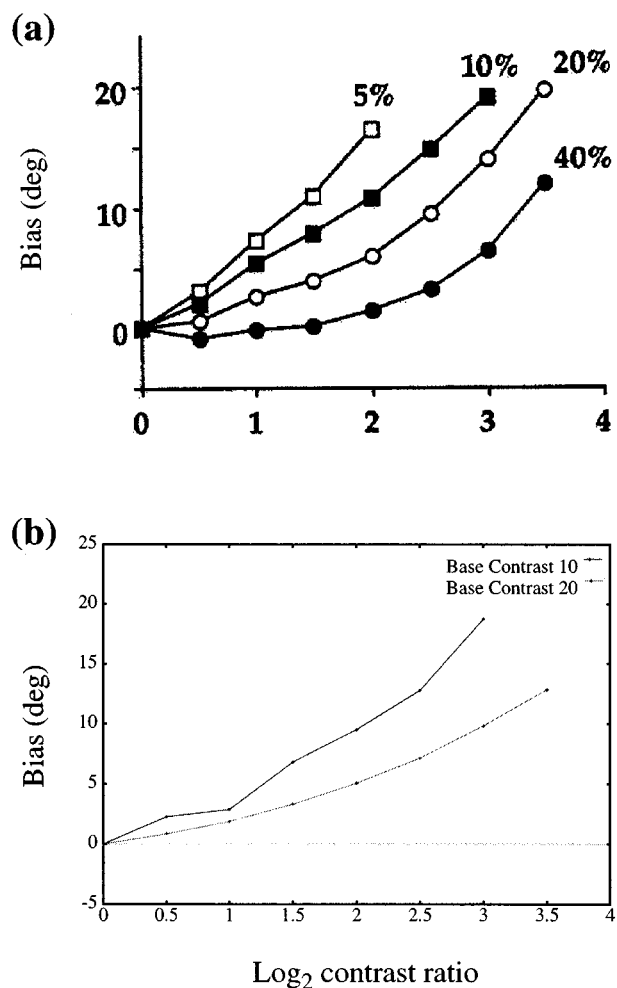 (a)
20
10
0
Bias (deg)
5%
10%
20%
40%
0 1 2 3 4
(b)
25
20
15
10
5
0
-5
Bias (deg)
Base Contrast 10
Base Contrast 20
0 0.5 1 1.5 2 2.5 3 3.5 4
Log₂ contrast ratio